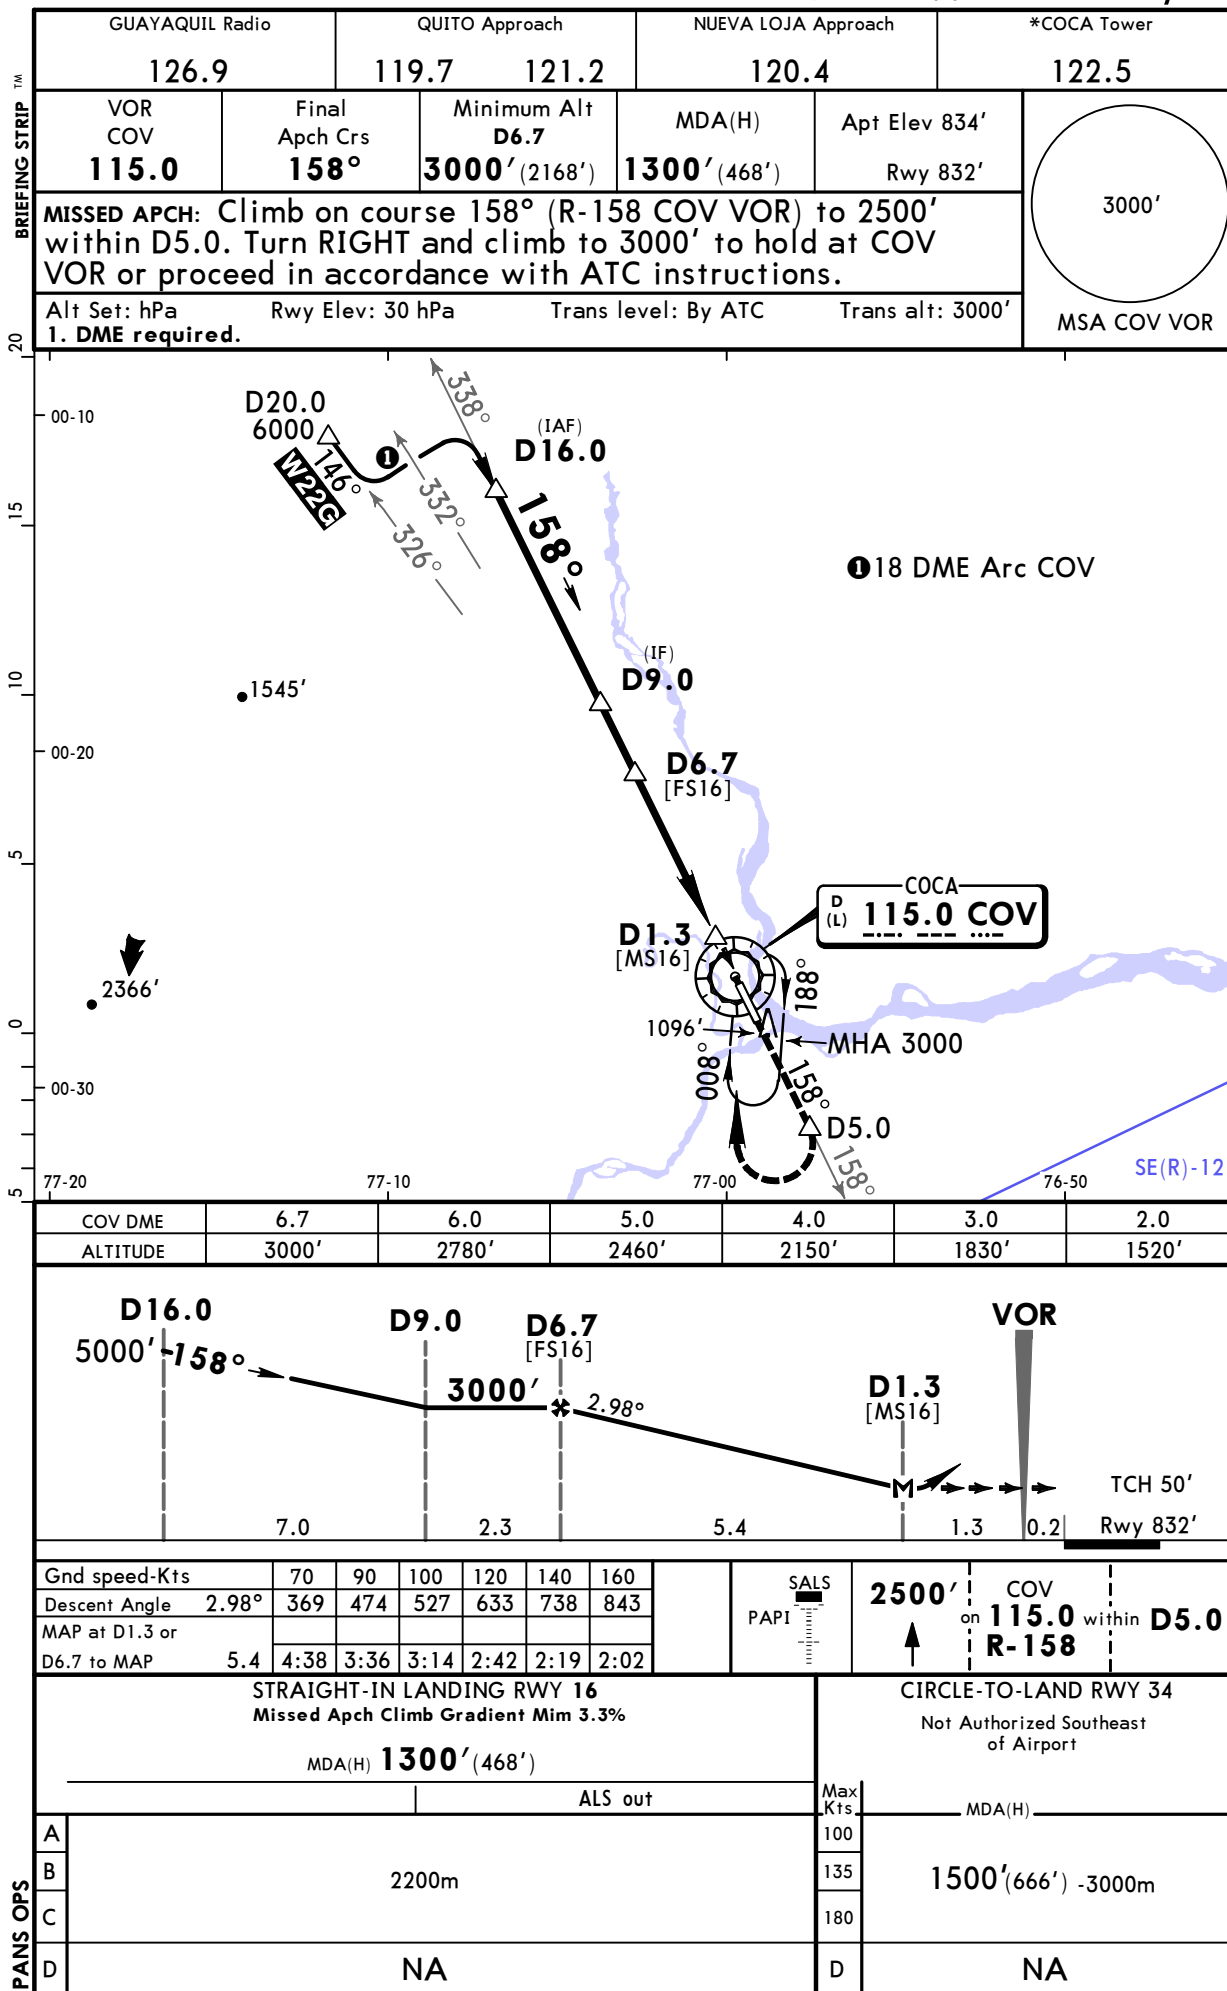 GUAYAQUIL Radio
126.9
QUITO Approach
119.7 121.2
NUEVA LOJA Approach
120.4
*COCA Tower
122.5
BRIEFING STRIP TM
VOR
COV
115.0
Final
Apch Crs
158°
Minimum Alt
D6.7
3000' (2168')
MDA(H)
1300' (468')
Apt Elev 834'
Rwy 832'
3000'
MSA COV VOR
MISSED APCH: Climb on course 158° (R-158 COV VOR) to 2500'
within D5.0. Turn RIGHT and climb to 3000' to hold at COV
VOR or proceed in accordance with ATC instructions.
Alt Set: hPa Rwy Elev: 30 hPa Trans level: By ATC Trans alt: 3000'
1. DME required.
20
15
10
5
0
5
00-10
00-20
00-30
77-20
77-10
77-00
76-50
D20.0
6000
146°
W22G
1
338°
332°
326°
(IAF)
D16.0
158°
1 18 DME Arc COV
(IF)
D9.0
1545'
D6.7
[FS16]
COCA
D
(L)
115.0 COV
D1.3
[MS16]
2366'
188°
1096'
MHA 3000
008°
158°
D5.0
158°
SE(R)-12
COV DME 6.7 6.0 5.0 4.0 3.0 2.0
ALTITUDE 3000' 2780' 2460' 2150' 1830' 1520'
D16.0
5000'
158°
D9.0
3000'
D6.7
[FS16]
2.98°
D1.3
[MS16]
VOR
TCH 50'
Rwy 832'
7.0 2.3 5.4 1.3 0.2
Gnd speed-Kts 70 90 100 120 140 160
Descent Angle 2.98° 369 474 527 633 738 843
MAP at D1.3 or
D6.7 to MAP 5.4 4:38 3:36 3:14 2:42 2:19 2:02
SALS
PAPI
2500'
on
COV
115.0
R-158
within
D5.0
STRAIGHT-IN LANDING RWY 16
Missed Apch Climb Gradient Mim 3.3%
MDA(H) 1300' (468')
ALS out
CIRCLE-TO-LAND RWY 34
Not Authorized Southeast
of Airport
Max
Kts
MDA(H)
A
B
C
D
2200m
NA
100
135
180
D
1500' (666') -3000m
NA
PANS OPS